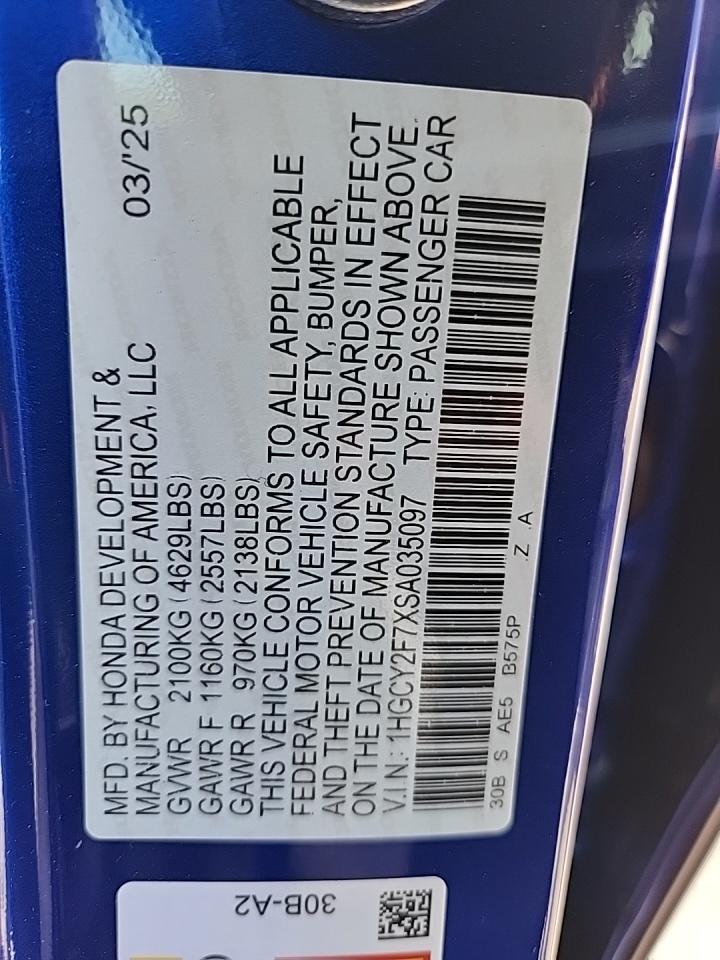 MFD. BY HONDA DEVELOPMENT &
MANUFACTURING OF AMERICA, LLC 03/'25
GVWR 2100KG (4629LBS)
GAWR F 1160KG (2557LBS)
GAWR R 970KG (2138LBS)
THIS VEHICLE CONFORMS TO ALL APPLICABLE
FEDERAL MOTOR VEHICLE SAFETY, BUMPER,
AND THEFT PREVENTION STANDARDS IN EFFECT
ON THE DATE OF MANUFACTURE SHOWN ABOVE.
V.I.N.: 1HGCY2F7XSA035097 TYPE: PASSENGER CAR
30B S AE5 B575P .Z .A
30B-A2